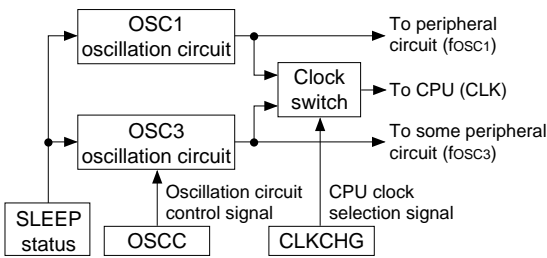 OSC1
oscillation circuit
To peripheral
circuit (fOSC1)
Clock
switch
To CPU (CLK)
OSC3
oscillation circuit
To some peripheral
circuit (fOSC3)
Oscillation circuit
control signal
CPU clock
selection signal
SLEEP
status
OSCC
CLKCHG